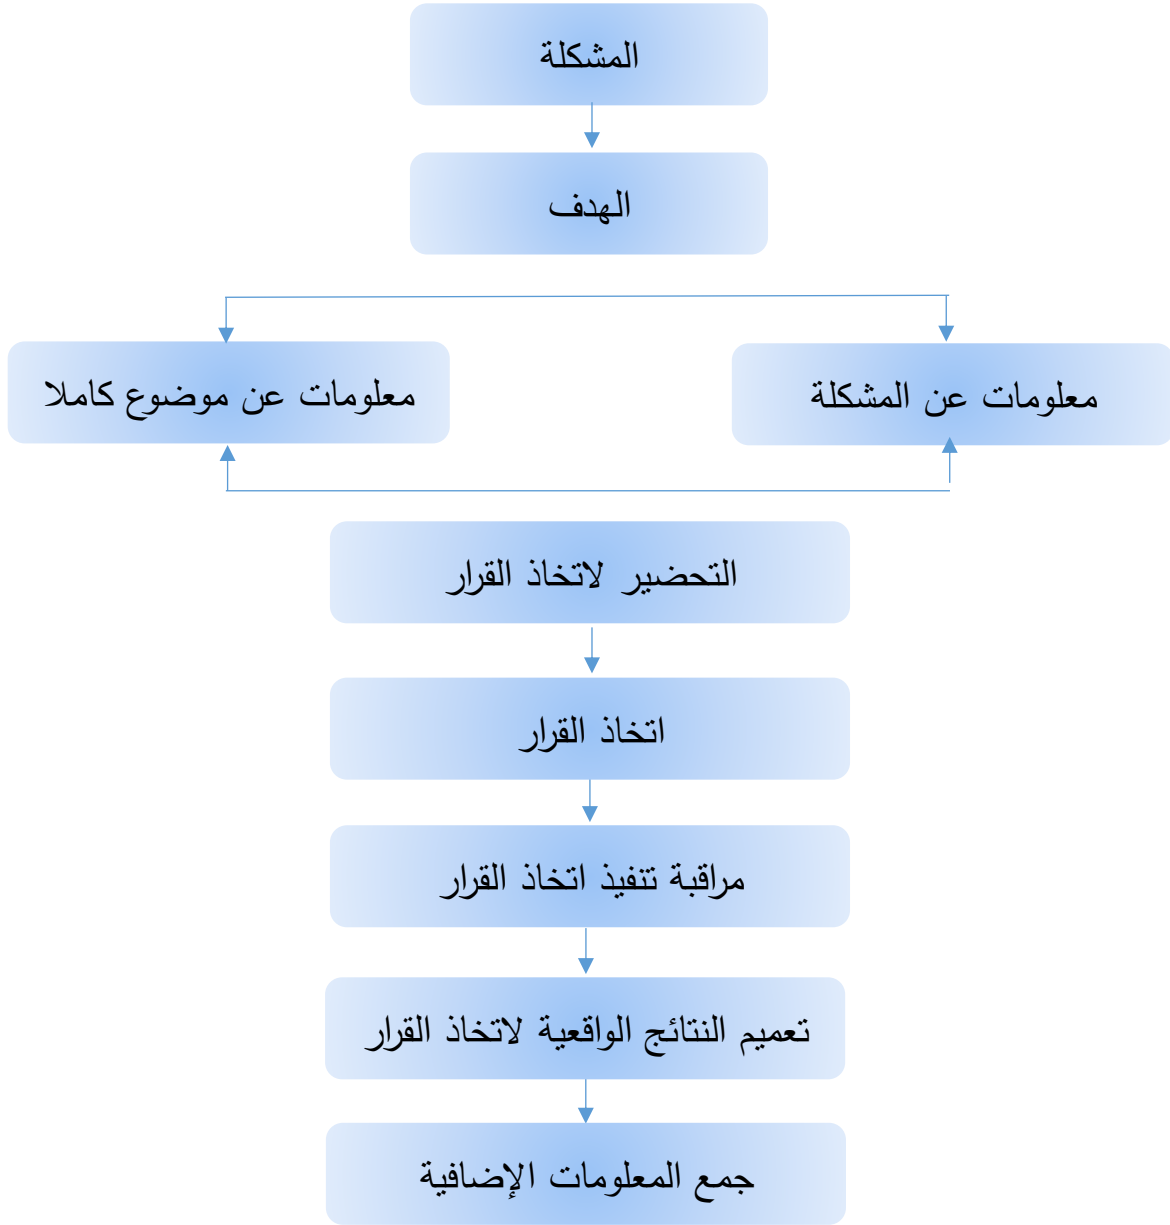 المشكلة
الهدف
معلومات عن المشكلة
معلومات عن موضوع كاملا
التحضير لاتخاذ القرار
اتخاذ القرار
مراقبة تنفيذ اتخاذ القرار
تعميم النتائج الواقعية لاتخاذ القرار
جمع المعلومات الإضافية